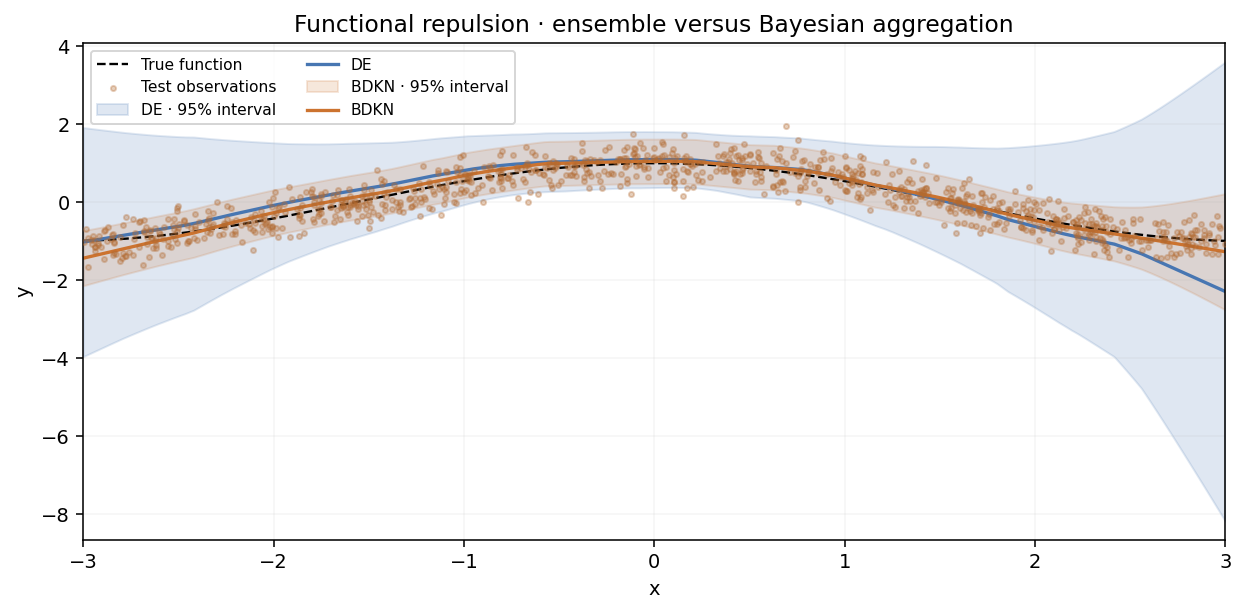 Functional repulsion · ensemble versus Bayesian aggregation
True function
Test observations
DE · 95% interval
DE
BDKN · 95% interval
BDKN
y
4
2
0
−2
−4
−6
−8
−3
−2
−1
0
1
2
3
x